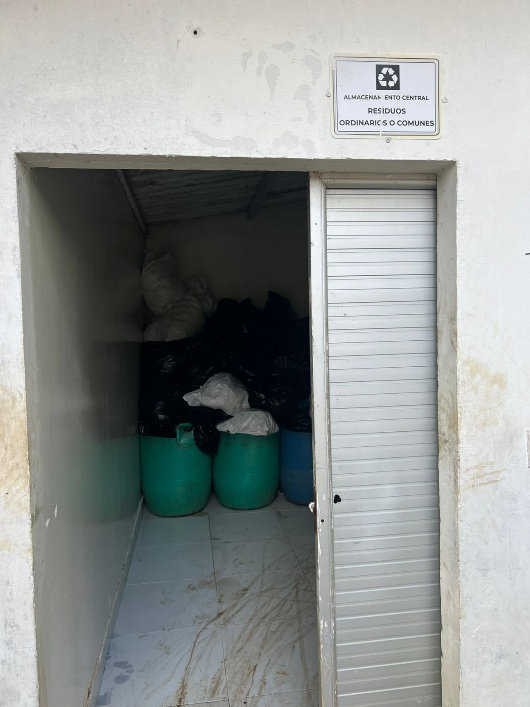 ALMACENAMIENTO CENTRAL
RESIDUOS
ORDINARIOS O COMUNES